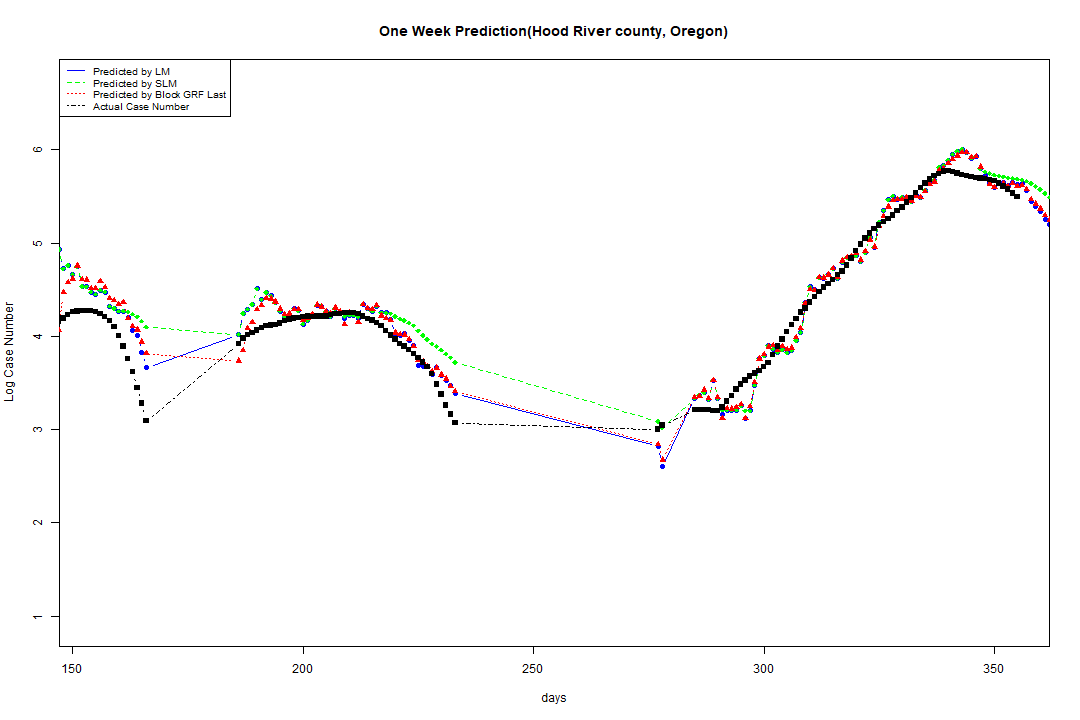 One Week Prediction(Hood River county, Oregon)
Predicted by LM
Predicted by SLM
Predicted by Block GRF Last
Actual Case Number
6
5
4
3
2
1
Log Case Number
150 200 250 300 350
days